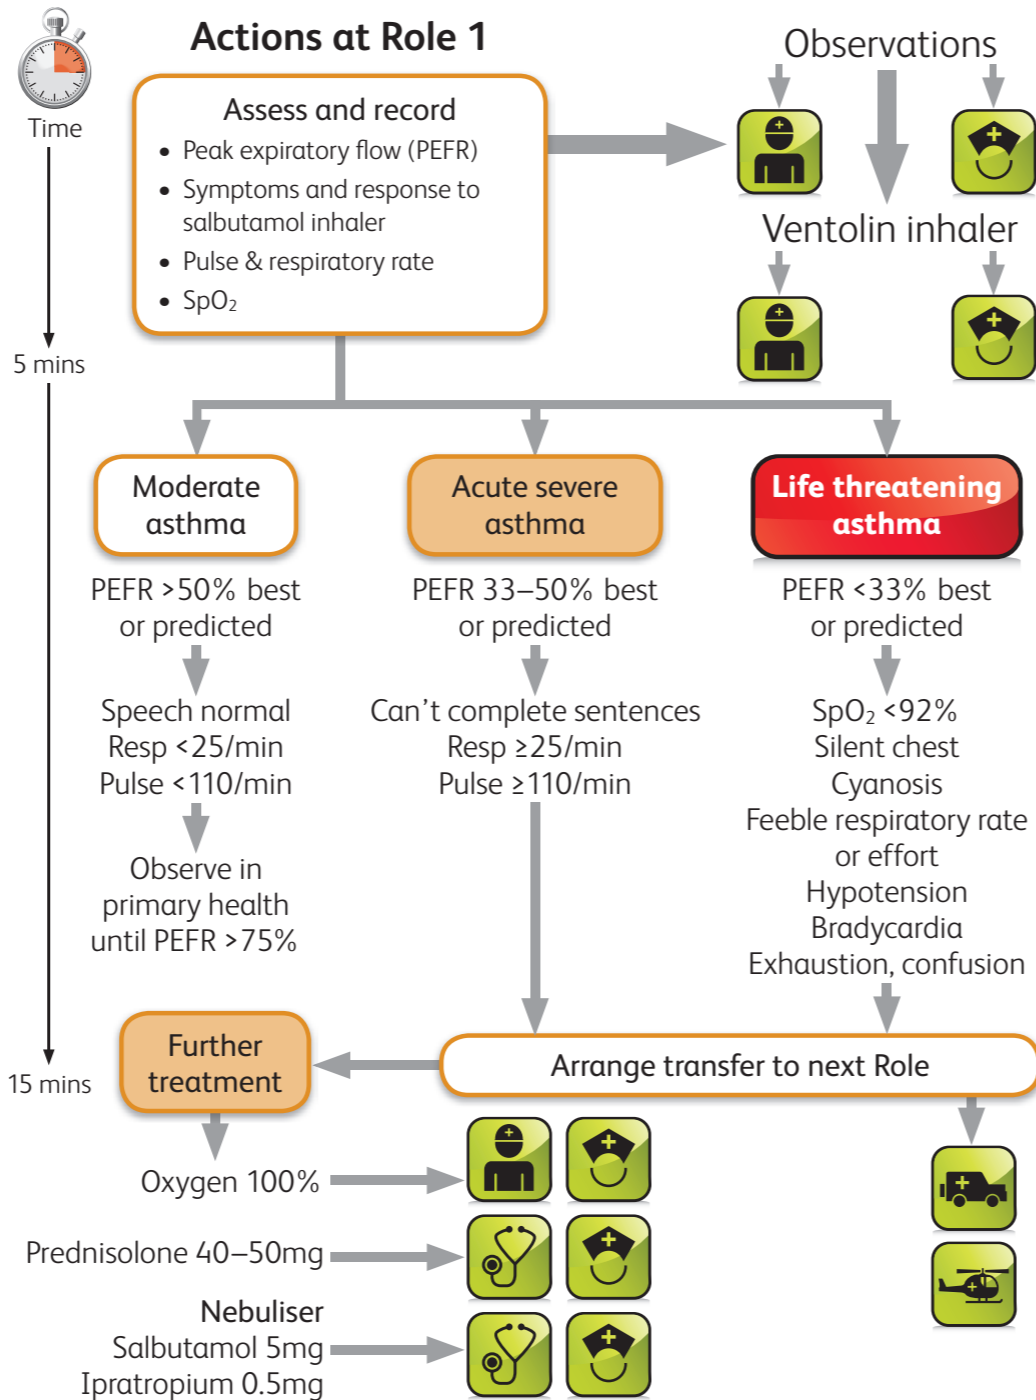 Actions at Role 1
Time
Assess and record
• Peak expiratory flow (PEFR)
• Symptoms and response to
salbutamol inhaler
• Pulse & respiratory rate
• SpO₂
Observations
Ventolin inhaler
5 mins
Moderate
asthma
PEFR >50% best
or predicted
Speech normal
Resp <25/min
Pulse <110/min
Observe in
primary health
until PEFR >75%
Acute severe
asthma
PEFR 33–50% best
or predicted
Can’t complete sentences
Resp ≥25/min
Pulse ≥110/min
Life threatening
asthma
PEFR <33% best
or predicted
SpO₂ <92%
Silent chest
Cyanosis
Feeble respiratory rate
or effort
Hypotension
Bradycardia
Exhaustion, confusion
15 mins
Further
treatment
Arrange transfer to next Role
Oxygen 100%
Prednisolone 40–50mg
Nebuliser
Salbutamol 5mg
Ipratropium 0.5mg